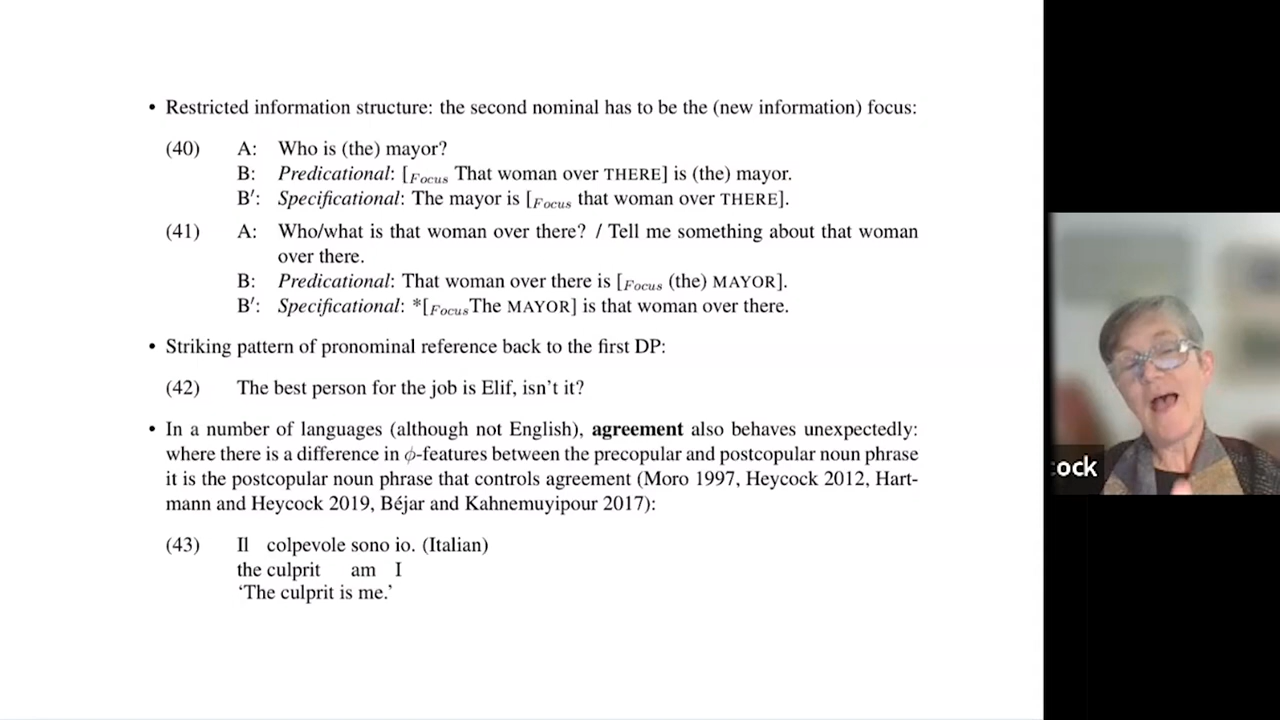 • Restricted information structure: the second nominal has to be the (new information) focus:
(40) A: Who is (the) mayor?
B: Predicational: [Focus That woman over THERE] is (the) mayor.
B′: Specificational: The mayor is [Focus that woman over THERE].
(41) A: Who/what is that woman over there? / Tell me something about that woman
over there.
B: Predicational: That woman over there is [Focus (the) MAYOR].
B′: Specificational: *[FocusThe MAYOR] is that woman over there.
• Striking pattern of pronominal reference back to the first DP:
(42) The best person for the job is Elif, isn't it?
• In a number of languages (although not English), agreement also behaves unexpectedly:
where there is a difference in ϕ-features between the precopular and postcopular noun phrase
it is the postcopular noun phrase that controls agreement (Moro 1997, Heycock 2012, Hart-
mann and Heycock 2019, Béjar and Kahnemuyipour 2017):
(43) Il colpevole sono io. (Italian)
the culprit am I
‘The culprit is me.’
ock